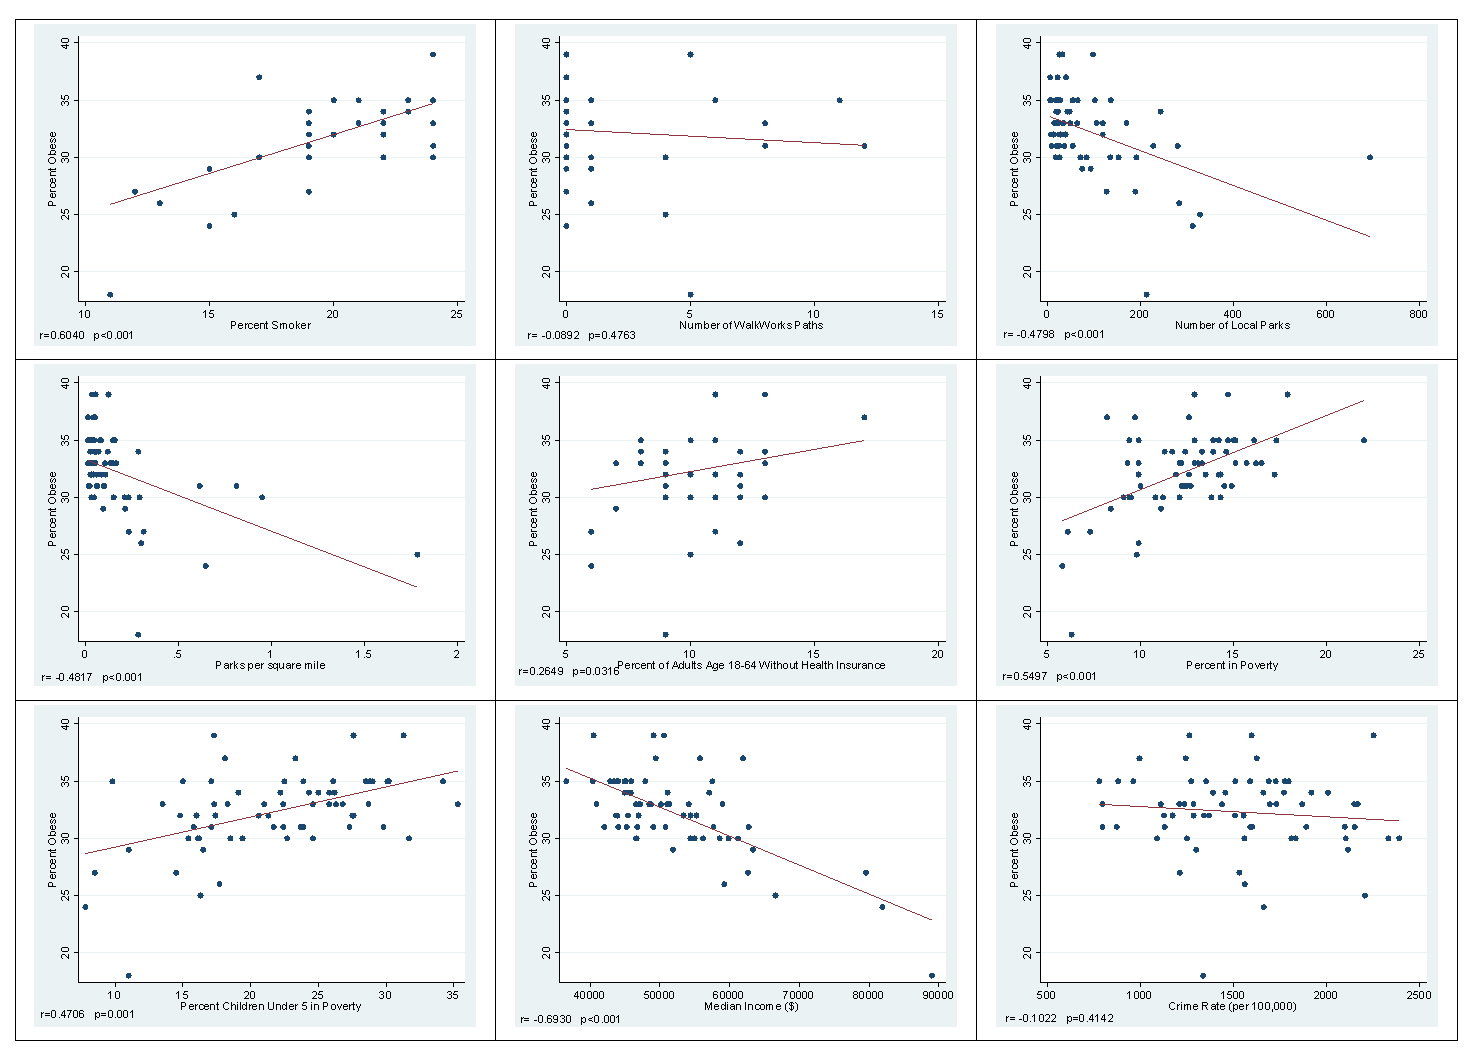 40
35
30
25
20
Percent Obese
10 15 20 25
Percent Smoker
r=0.6040 p<0.001
40
35
30
25
20
Percent Obese
0 5 10 15
Number of WalkWorks Paths
r= -0.0892 p=0.4763
40
35
30
25
20
Percent Obese
0 200 400 600 800
Number of Local Parks
r= -0.4798 p<0.001
40
35
30
25
20
Percent Obese
0 .5 1 1.5 2
Parks per square mile
r= -0.4817 p<0.001
40
35
30
25
20
Percent Obese
5 10 15 20
Percent of Adults Age 18-64 Without Health Insurance
r=0.2649 p=0.0316
40
35
30
25
20
Percent Obese
5 10 15 20 25
Percent in Poverty
r=0.5497 p<0.001
40
35
30
25
20
Percent Obese
10 15 20 25 30 35
Percent Children Under 5 in Poverty
r=0.4706 p=0.001
40
35
30
25
20
Percent Obese
40000 50000 60000 70000 80000 90000
Median Income ($)
r= -0.6930 p<0.001
40
35
30
25
20
Percent Obese
500 1000 1500 2000 2500
Crime Rate (per 100,000)
r= -0.1022 p=0.4142